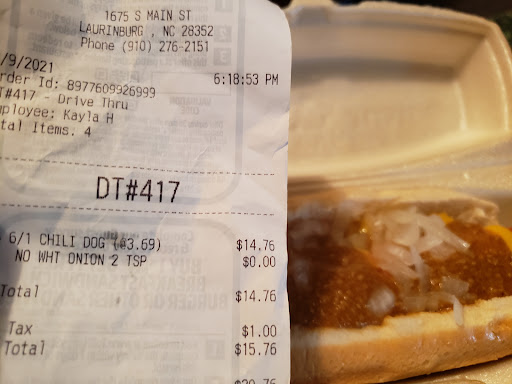 1675 S MAIN ST
LAURINBURG , NC 28352
Phone (910) 276-2151
/9/2021
6:18:53 PM
rder Id: 8977609926999
T#417 - Drive Thru
mployee: Kayla H
tal Items. 4
DT#417
6/1 CHILI DOG (@3.69) $14.76
NO WHT ONION 2 TSP $0.00
Total $14.76
Tax $1.00
Total $15.76